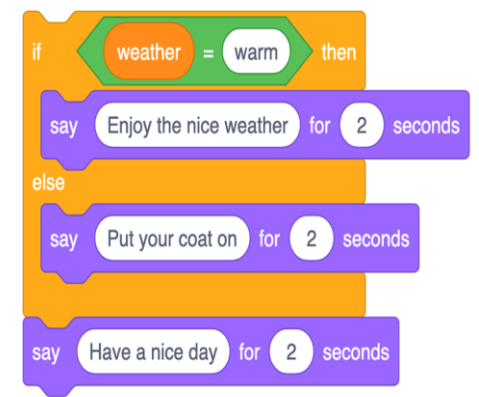 if weather = warm then
say Enjoy the nice weather for 2 seconds
else
say Put your coat on for 2 seconds
say Have a nice day for 2 seconds